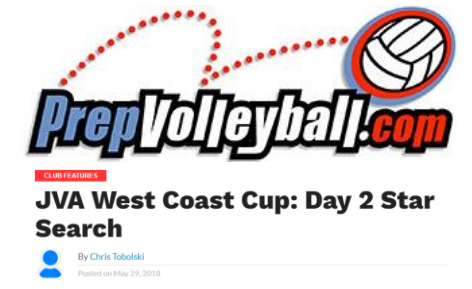 PrepVolleyball.com
CLUB FEATURES
JVA West Coast Cup: Day 2 Star
Search
By Chris Tobolski
Posted on May 29, 2018